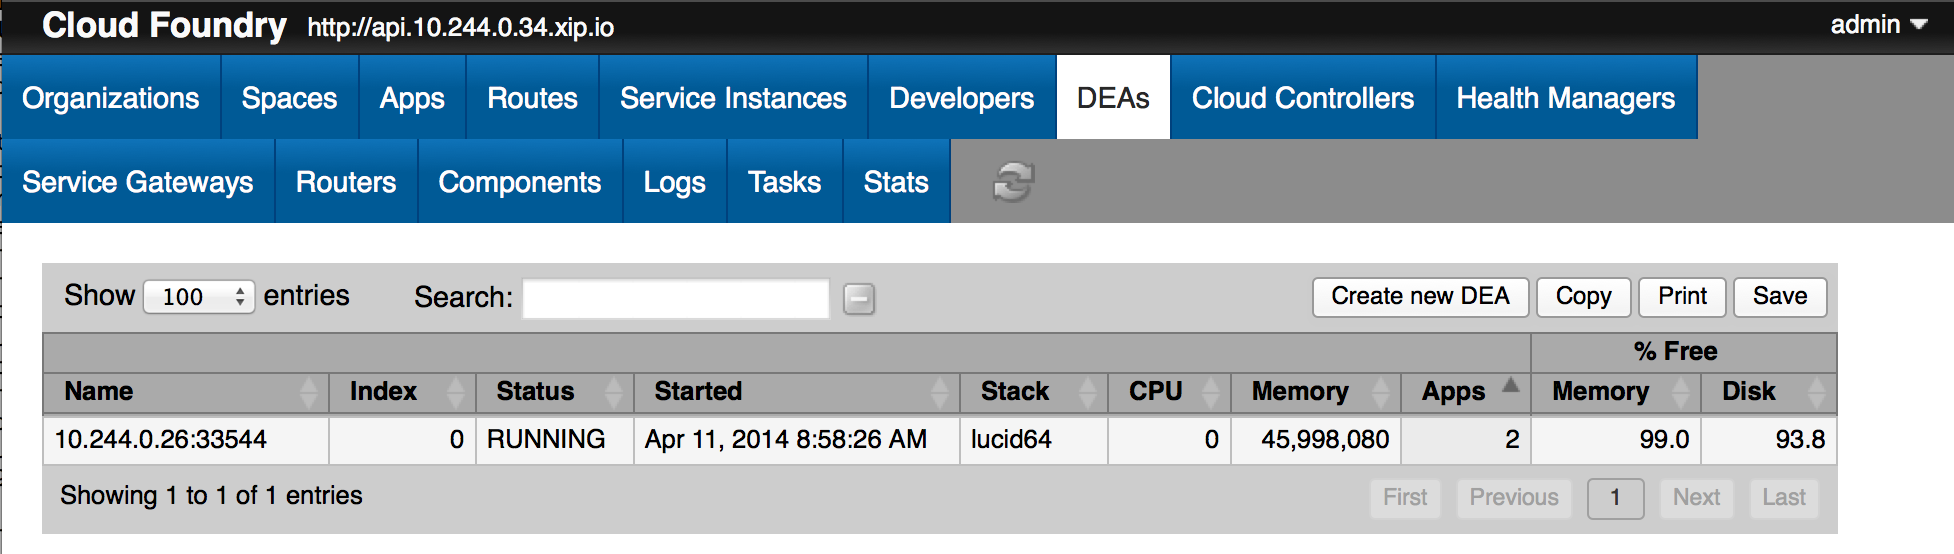 Cloud Foundry http://api.10.244.0.34.xip.io admin
Organizations Spaces Apps Routes Service Instances Developers DEAs Cloud Controllers Health Managers
Service Gateways Routers Components Logs Tasks Stats
Show 100 entries Search: Create new DEA Copy Print Save
% Free
Name Index Status Started Stack CPU Memory Apps Memory Disk
10.244.0.26:33544 0 RUNNING Apr 11, 2014 8:58:26 AM lucid64 0 45,998,080 2 99.0 93.8
Showing 1 to 1 of 1 entries First Previous 1 Next Last